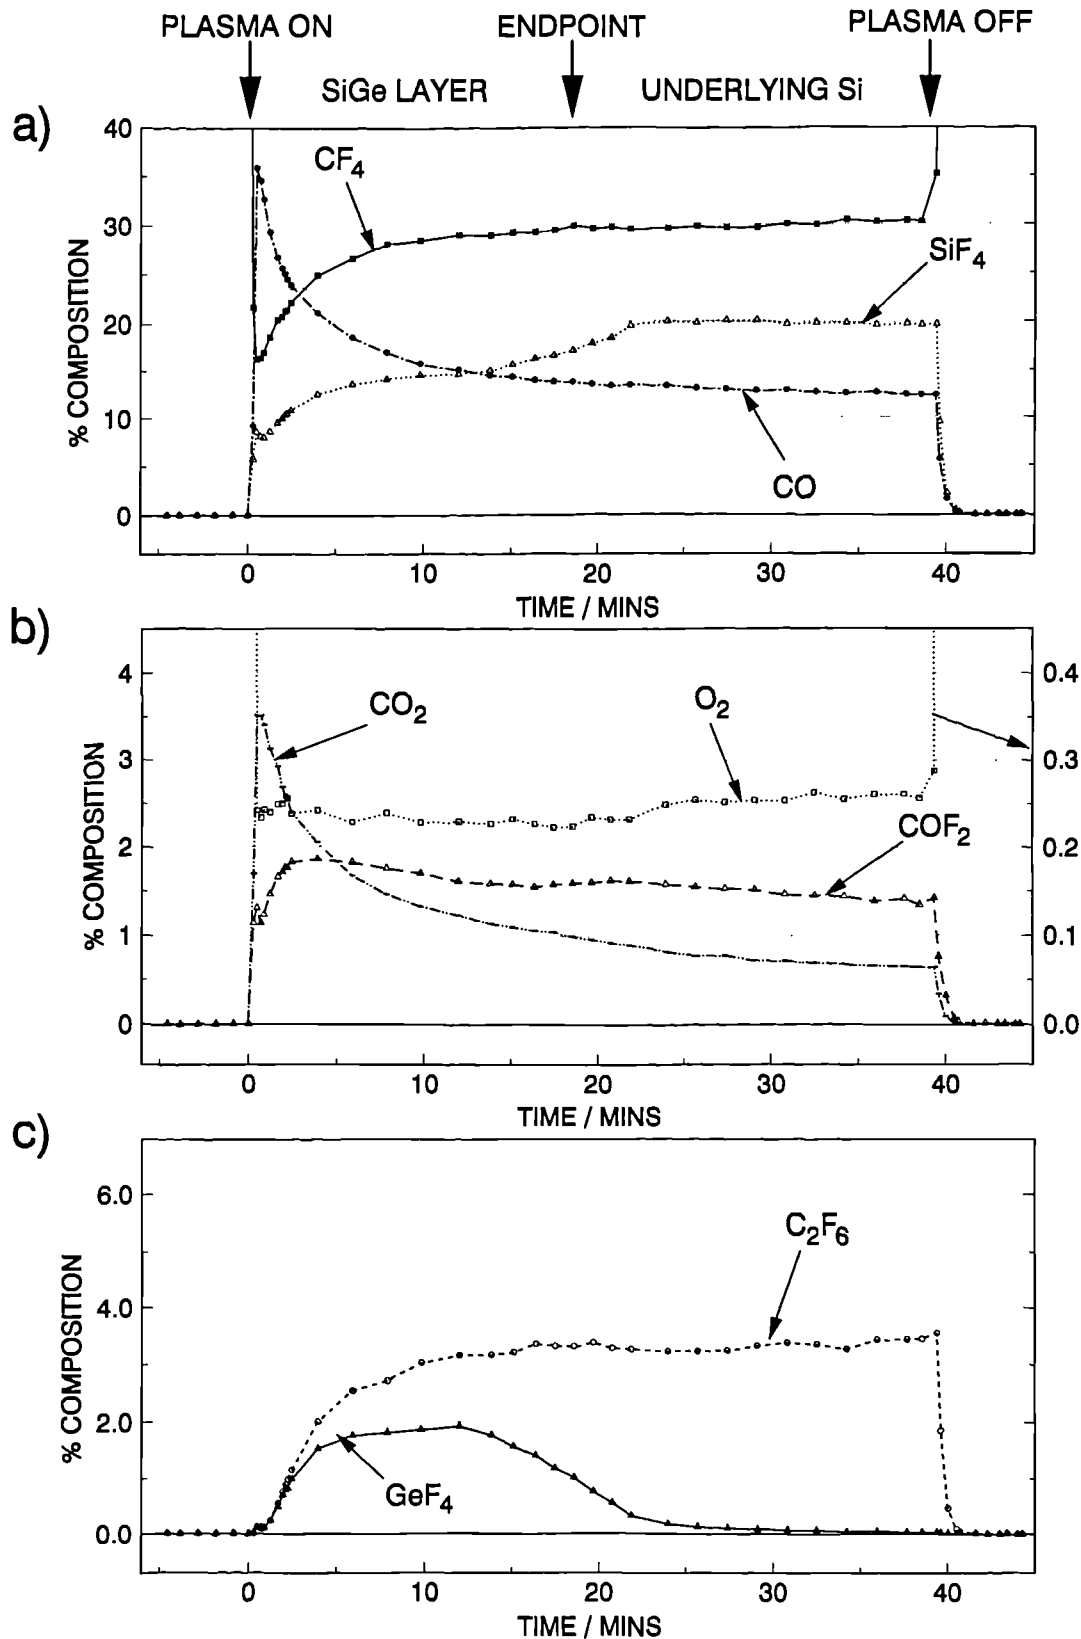 PLASMA ON ENDPOINT PLASMA OFF
SiGe LAYER UNDERLYING Si
a)
40
30
20
10
0
% COMPOSITION
CF4
SiF4
CO
0 10 20 30 40
TIME / MINS
b)
4
3
2
1
0
% COMPOSITION
CO2
O2
COF2
0.4
0.3
0.2
0.1
0.0
0 10 20 30 40
TIME / MINS
c)
6.0
4.0
2.0
0.0
% COMPOSITION
C2F6
GeF4
0 10 20 30 40
TIME / MINS